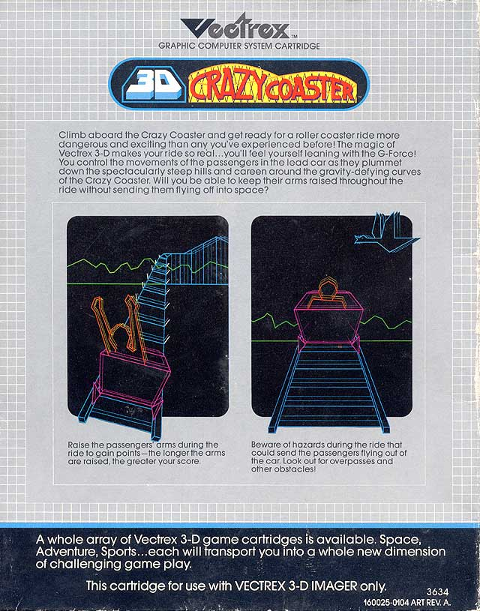 Vectrex™
GRAPHIC COMPUTER SYSTEM CARTRIDGE
3D CRAZY COASTER
Climb aboard the Crazy Coaster and get ready for a roller coaster ride more
dangerous and exciting than any you've experienced before! The magic of
Vectrex 3-D makes your ride so real...you'll feel yourself leaning with the G-Force!
You control the movements of the passengers in the lead car as they plummet
down the spectacularly steep hills and careen around the gravity-defying curves
of the Crazy Coaster. Will you be able to keep their arms raised throughout the
ride without sending them flying off into space?
Raise the passengers' arms during the
ride to gain points—the longer the arms
are raised, the greater your score.
Beware of hazards during the ride that
could send the passengers flying out of
the car. Look out for overpasses and
other obstacles!
A whole array of Vectrex 3-D game cartridges is available. Space,
Adventure, Sports...each will transport you into a whole new dimension
of challenging game play.
This cartridge for use with VECTREX 3-D IMAGER only.
3634
160025-0104 ART REV. A.